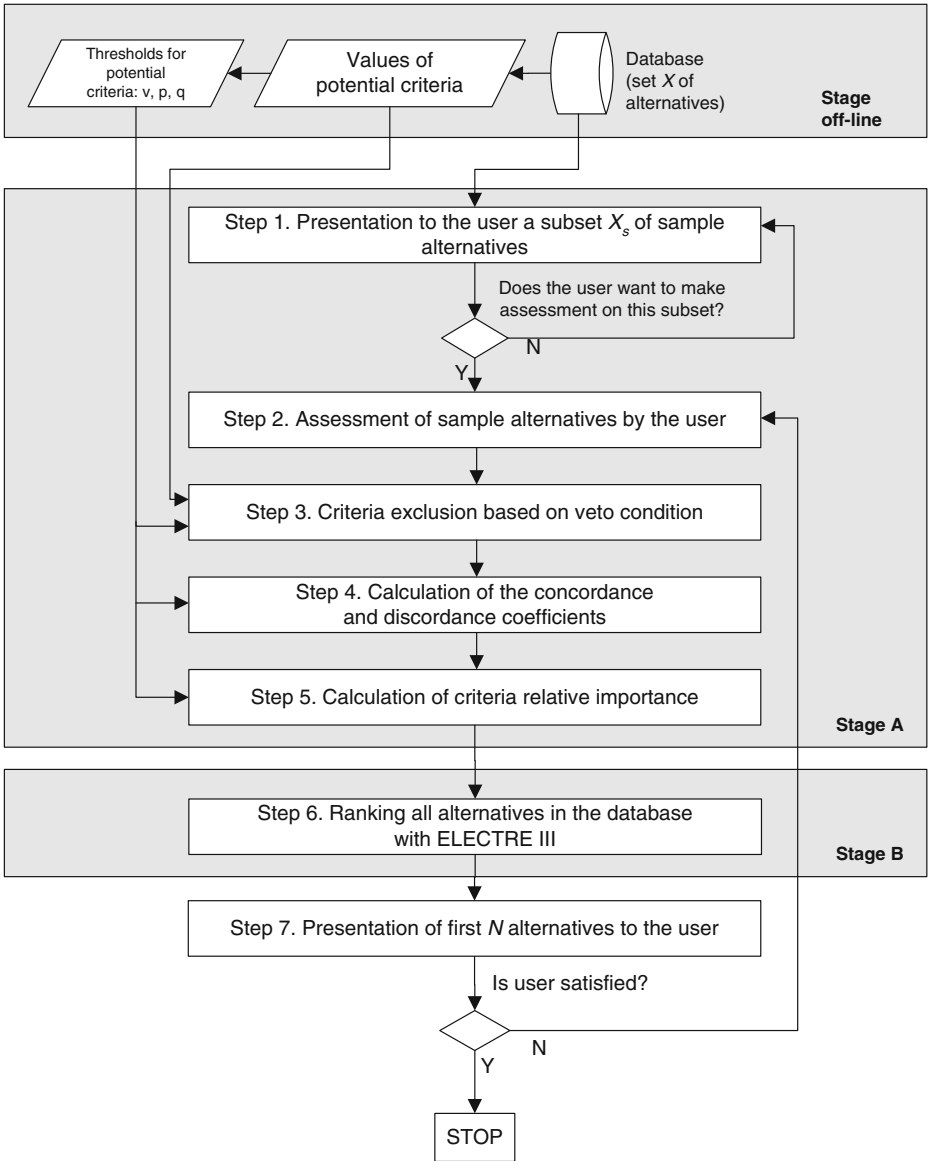 Thresholds for
potential
criteria: v, p, q
Values of
potential criteria
Database
(set X of
alternatives)
Stage
off-line
Step 1. Presentation to the user a subset Xs of sample
alternatives
Does the user want to make
assessment on this subset?
N
Y
Step 2. Assessment of sample alternatives by the user
Step 3. Criteria exclusion based on veto condition
Step 4. Calculation of the concordance
and discordance coefficients
Step 5. Calculation of criteria relative importance
Stage A
Step 6. Ranking all alternatives in the database
with ELECTRE III
Stage B
Step 7. Presentation of first N alternatives to the user
Is user satisfied?
N
Y
STOP